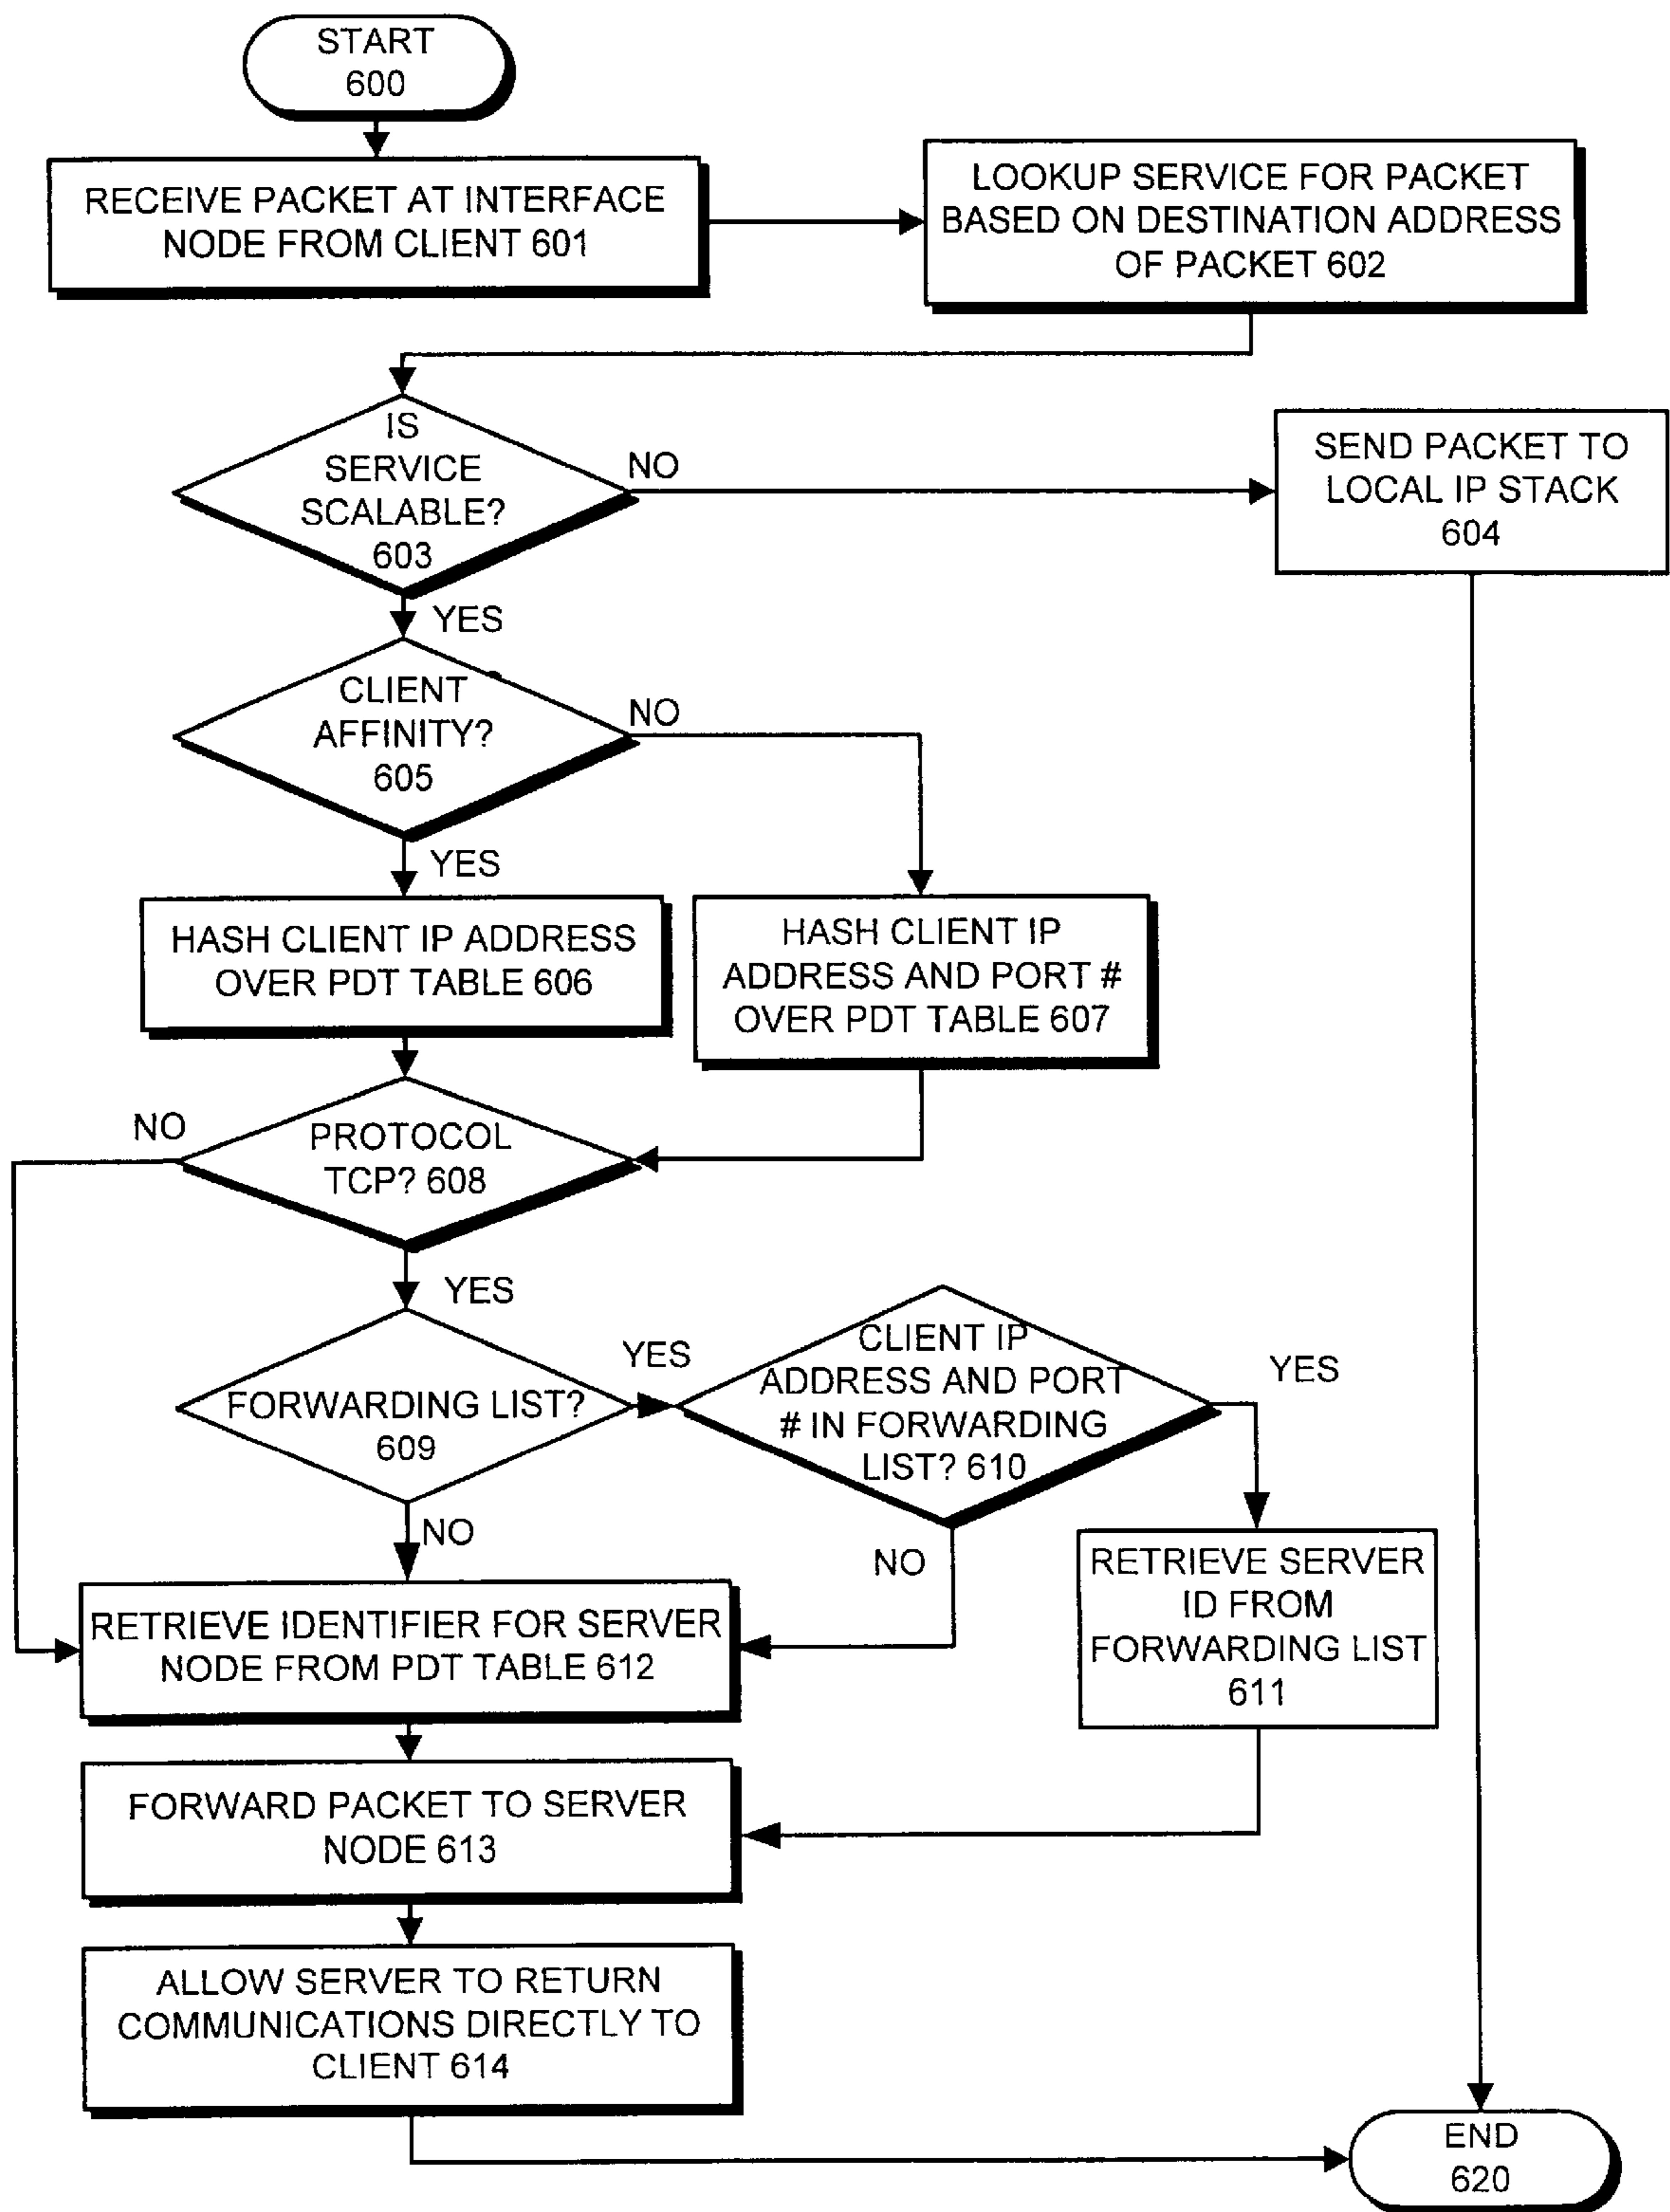 START
600
RECEIVE PACKET AT INTERFACE
NODE FROM CLIENT 601
LOOKUP SERVICE FOR PACKET
BASED ON DESTINATION ADDRESS
OF PACKET 602
IS
SERVICE
SCALABLE?
603
NO
SEND PACKET TO
LOCAL IP STACK
604
YES
CLIENT
AFFINITY?
605
NO
YES
HASH CLIENT IP ADDRESS
OVER PDT TABLE 606
HASH CLIENT IP
ADDRESS AND PORT #
OVER PDT TABLE 607
NO
PROTOCOL
TCP? 608
YES
FORWARDING LIST?
609
YES
CLIENT IP
ADDRESS AND PORT
# IN FORWARDING
LIST? 610
YES
NO
NO
RETRIEVE SERVER
ID FROM
FORWARDING LIST
611
RETRIEVE IDENTIFIER FOR SERVER
NODE FROM PDT TABLE 612
FORWARD PACKET TO SERVER
NODE 613
ALLOW SERVER TO RETURN
COMMUNICATIONS DIRECTLY TO
CLIENT 614
END
620